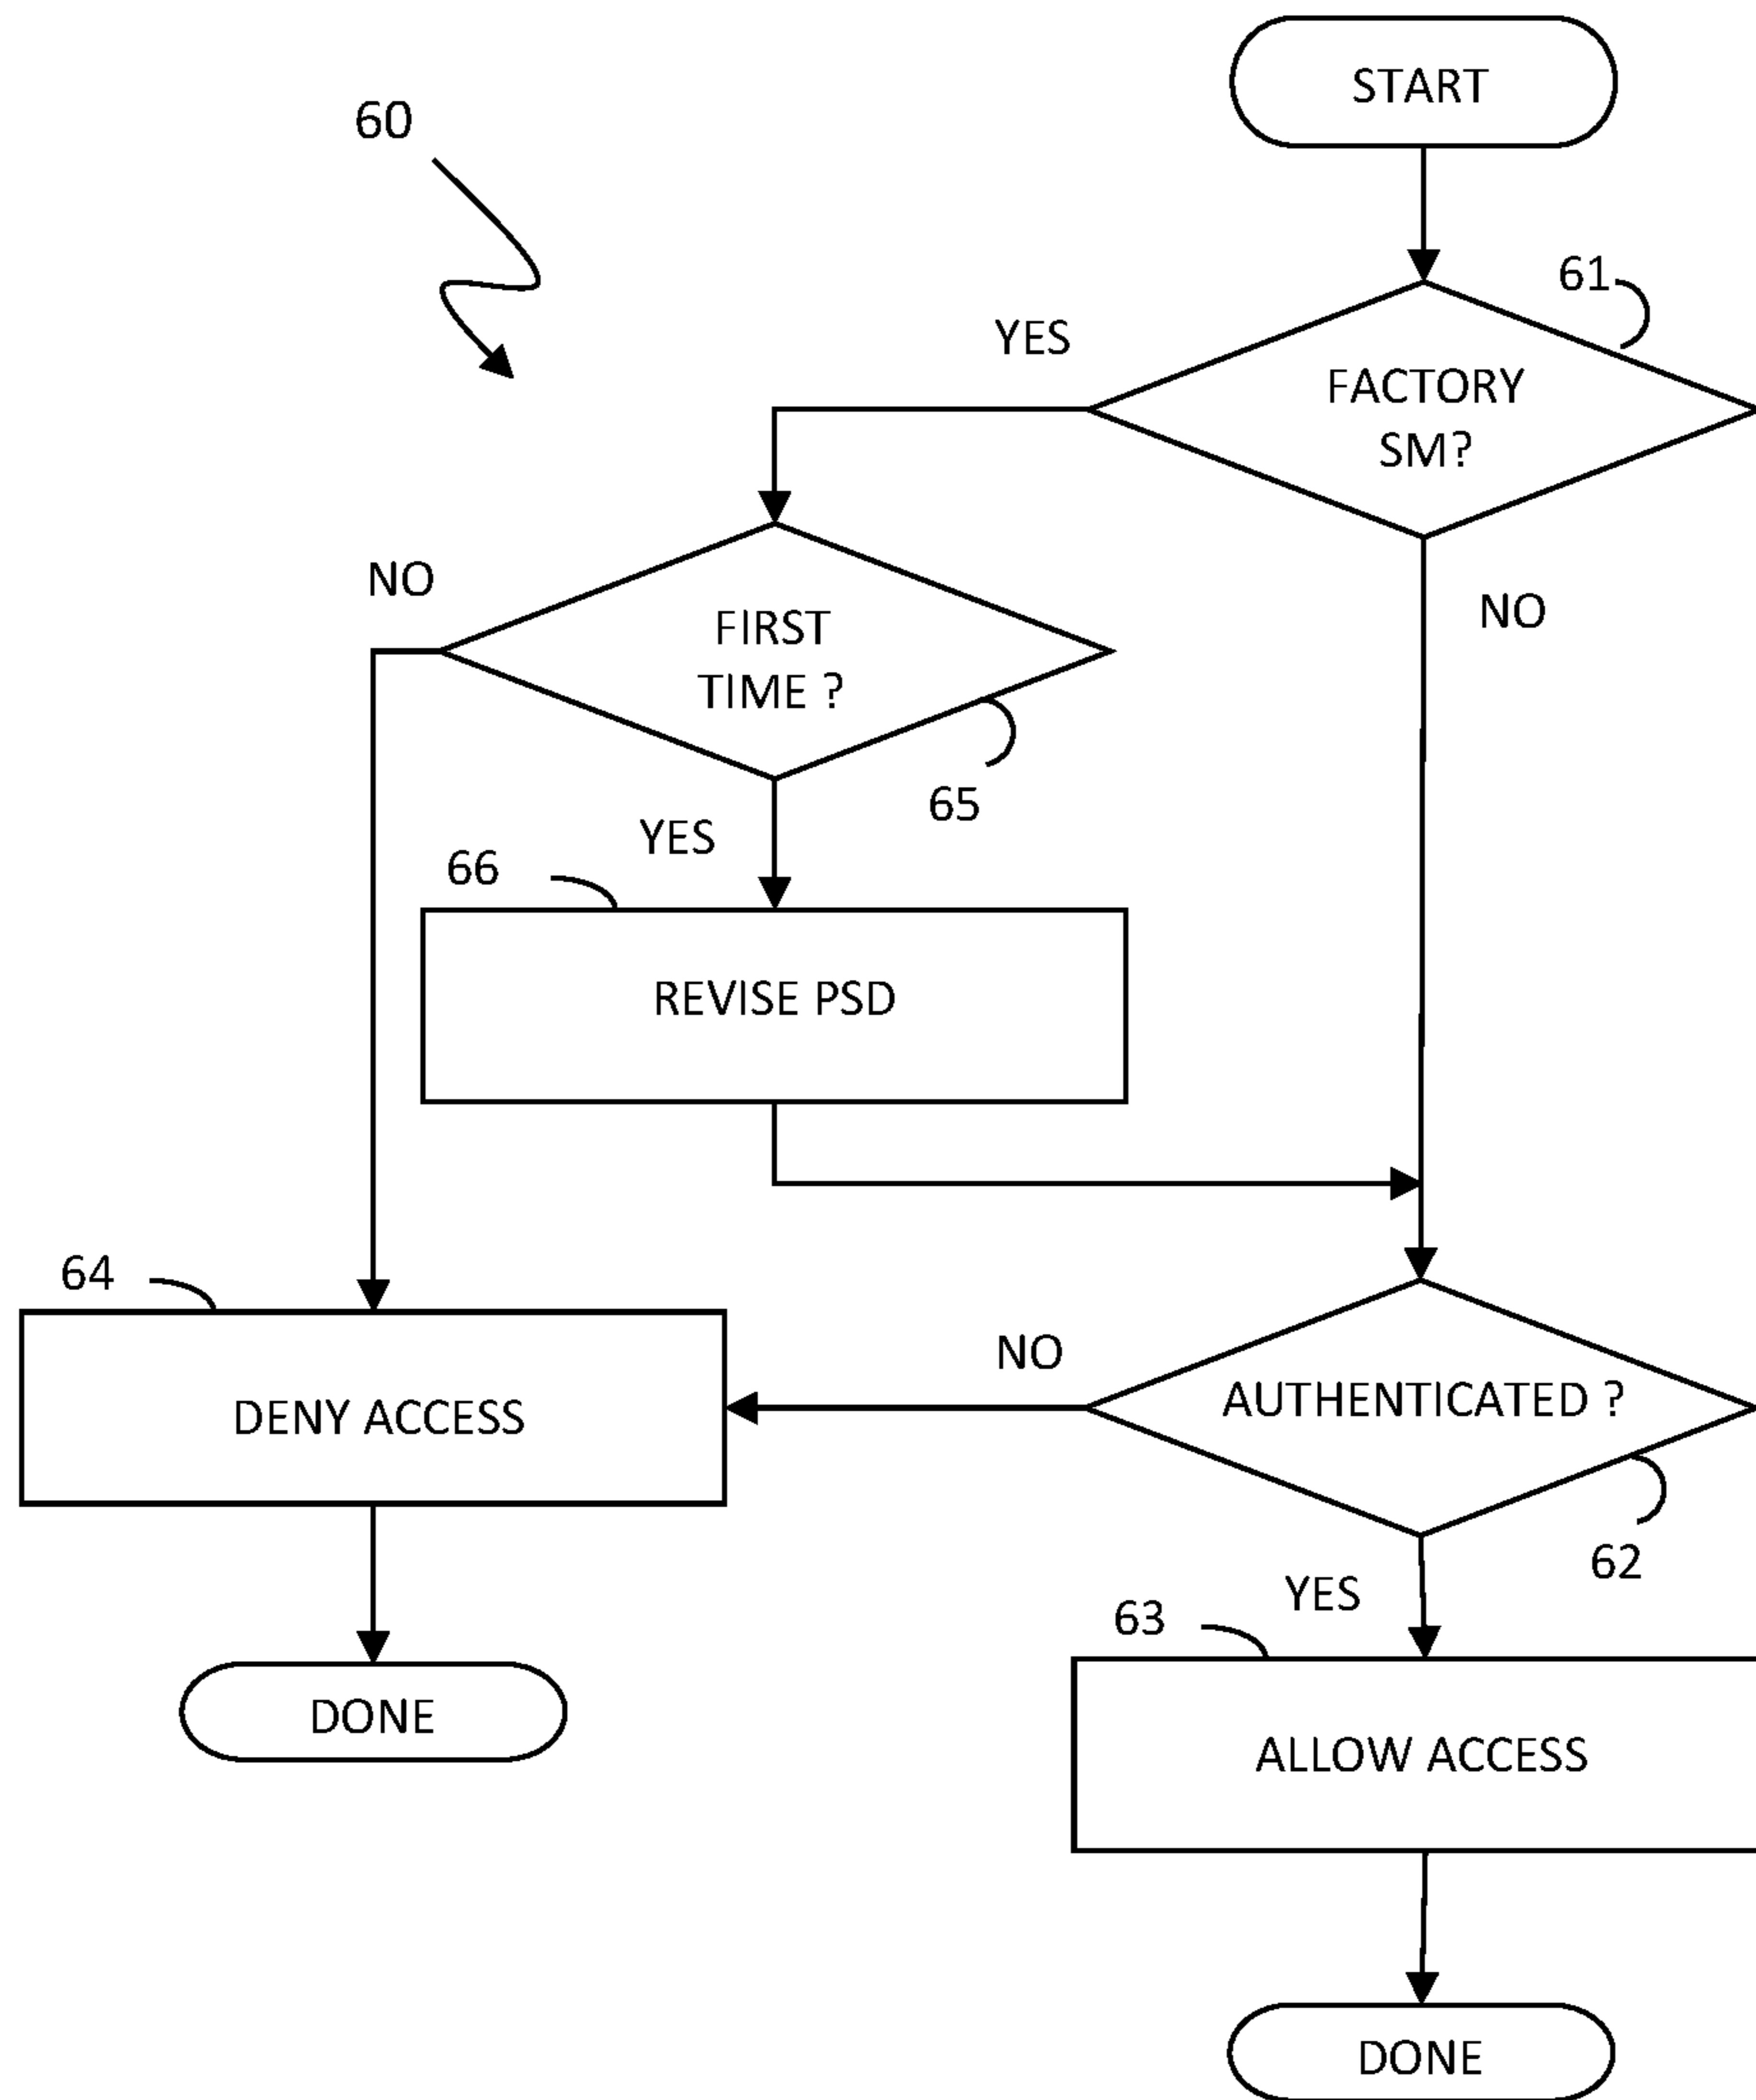 START
60
61
YES
FACTORY
SM?
NO
NO
FIRST
TIME ?
65
YES
66
REVISE PSD
64
NO
AUTHENTICATED ?
DENY ACCESS
62
YES
63
DONE
ALLOW ACCESS
DONE